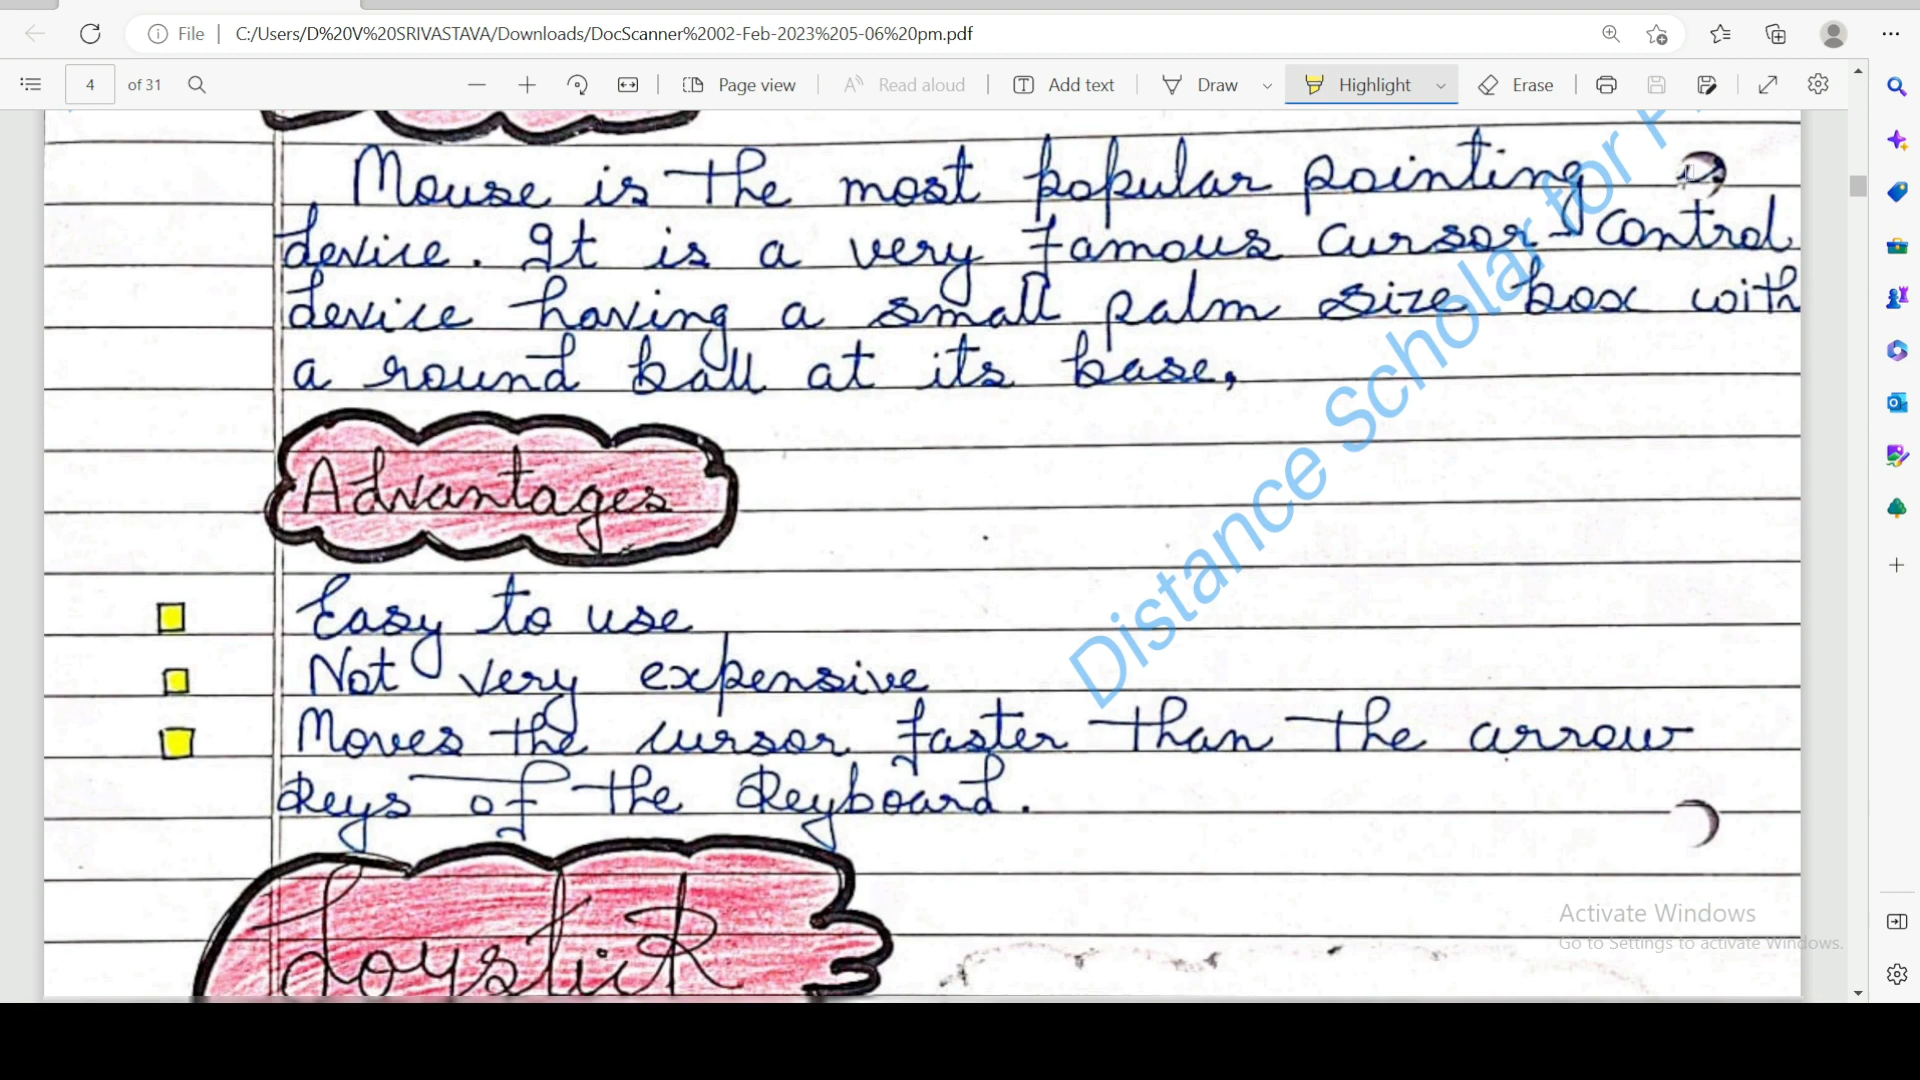 File
C:/Users/D%20V%20SRIVASTAVA/Downloads/DocScanner%2002-Feb-2023%205-06%20pm.pdf
4 of 31
Page view
Read aloud
Add text
Draw
Highlight
Erase
Mouse is the most popular pointing
device. It is a very famous cursor-control
device having a small palm size box with
a round ball at its base,
Advantages
Easy to use
Not very expensive
Moves the cursor faster than the arrow
keys of the keyboard.
Joystick
Distance Scholar for
Activate Windows
Go to Settings to activate Windows.